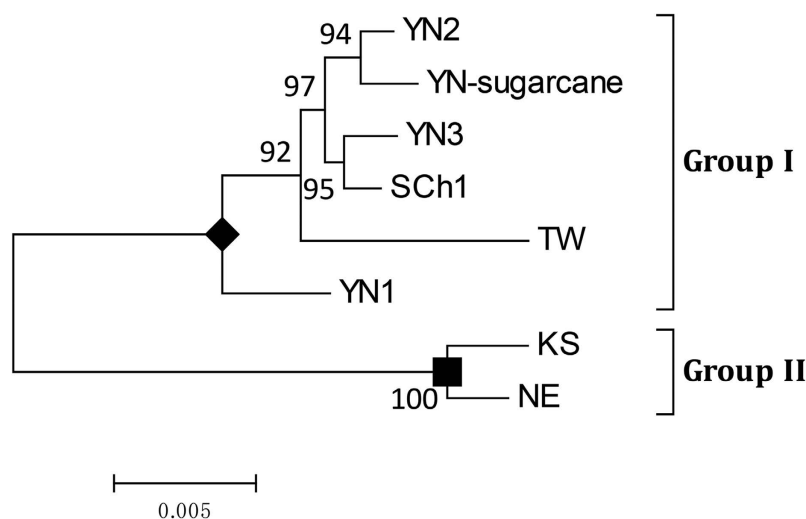 94
YN2
YN-sugarcane
97
YN3
92
95
SCh1
Group I
TW
YN1
KS
Group II
100
NE
0.005